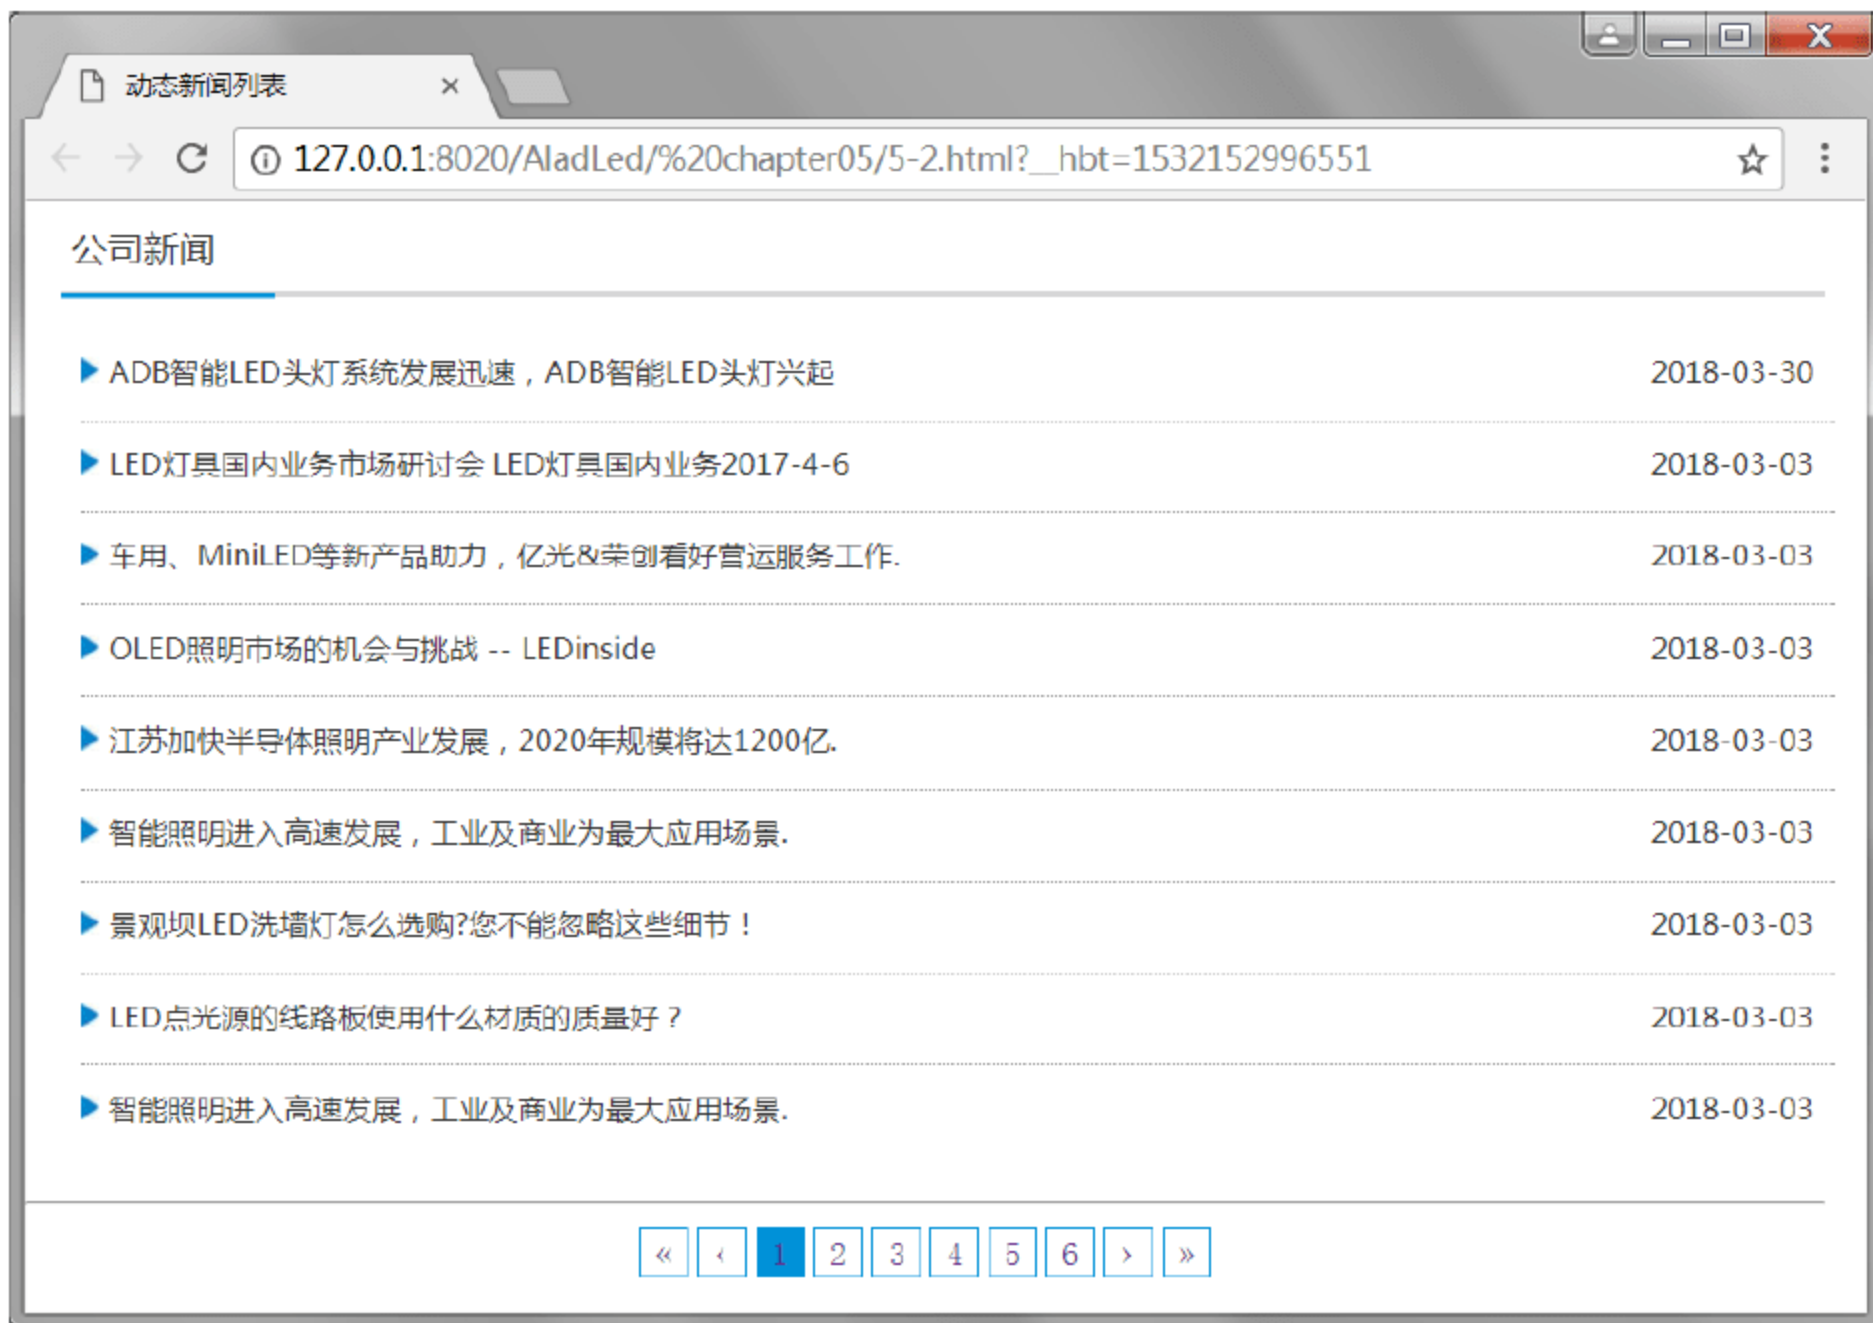 动态新闻列表
127.0.0.1:8020/AladLed/%20chapter05/5-2.html?__hbt=1532152996551
公司新闻
ADB智能LED头灯系统发展迅速，ADB智能LED头灯兴起 2018-03-30
LED灯具国内业务市场研讨会 LED灯具国内业务2017-4-6 2018-03-03
车用、MiniLED等新产品助力，亿光&荣创看好营运服务工作. 2018-03-03
OLED照明市场的机会与挑战 -- LEDinside 2018-03-03
江苏加快半导体照明产业发展，2020年规模将达1200亿. 2018-03-03
智能照明进入高速发展，工业及商业为最大应用场景. 2018-03-03
景观坝LED洗墙灯怎么选购?您不能忽略这些细节！ 2018-03-03
LED点光源的线路板使用什么材质的质量好？ 2018-03-03
智能照明进入高速发展，工业及商业为最大应用场景. 2018-03-03
« ‹ 1 2 3 4 5 6 › »